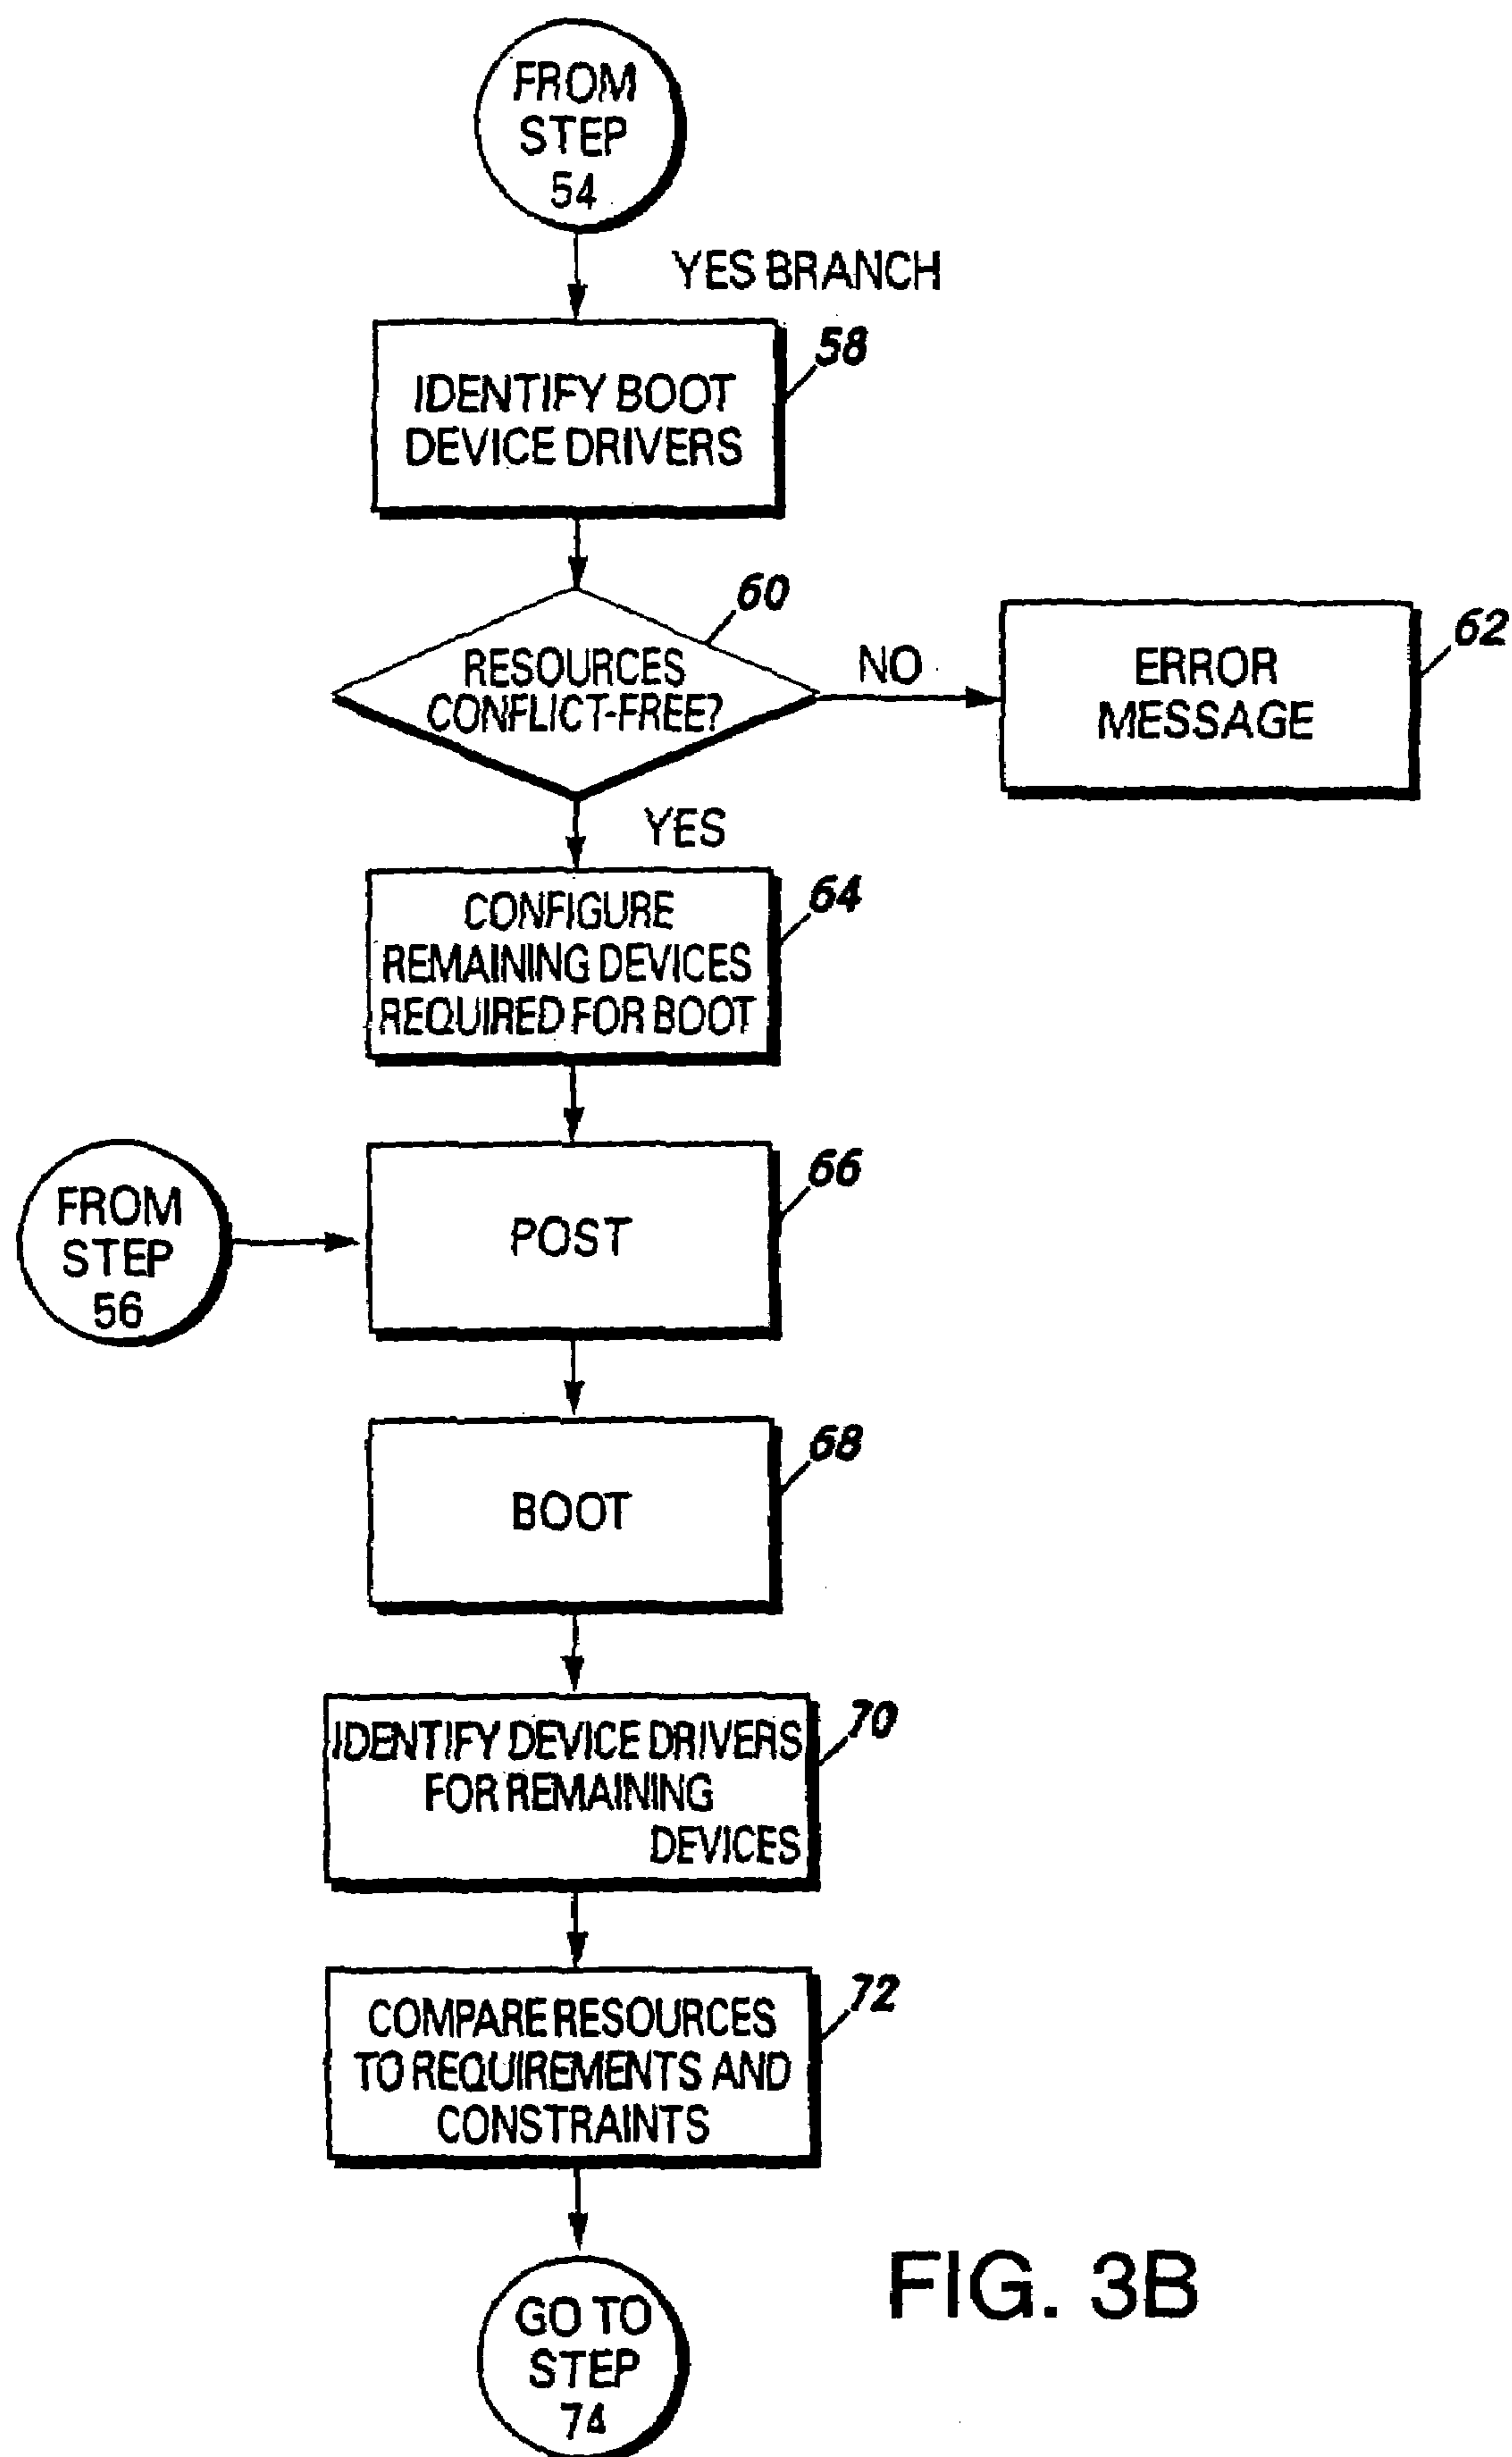 FROM
STEP
54
YES BRANCH
58
IDENTIFY BOOT
DEVICE DRIVERS
60
RESOURCES
CONFLICT-FREE?
NO
62
ERROR
MESSAGE
YES
64
CONFIGURE
REMAINING DEVICES
REQUIRED FOR BOOT
66
FROM
STEP
56
POST
68
BOOT
70
IDENTIFY DEVICE DRIVERS
FOR REMAINING
DEVICES
72
COMPARE RESOURCES
TO REQUIREMENTS AND
CONSTRAINTS
GO TO
STEP
74
FIG. 3B